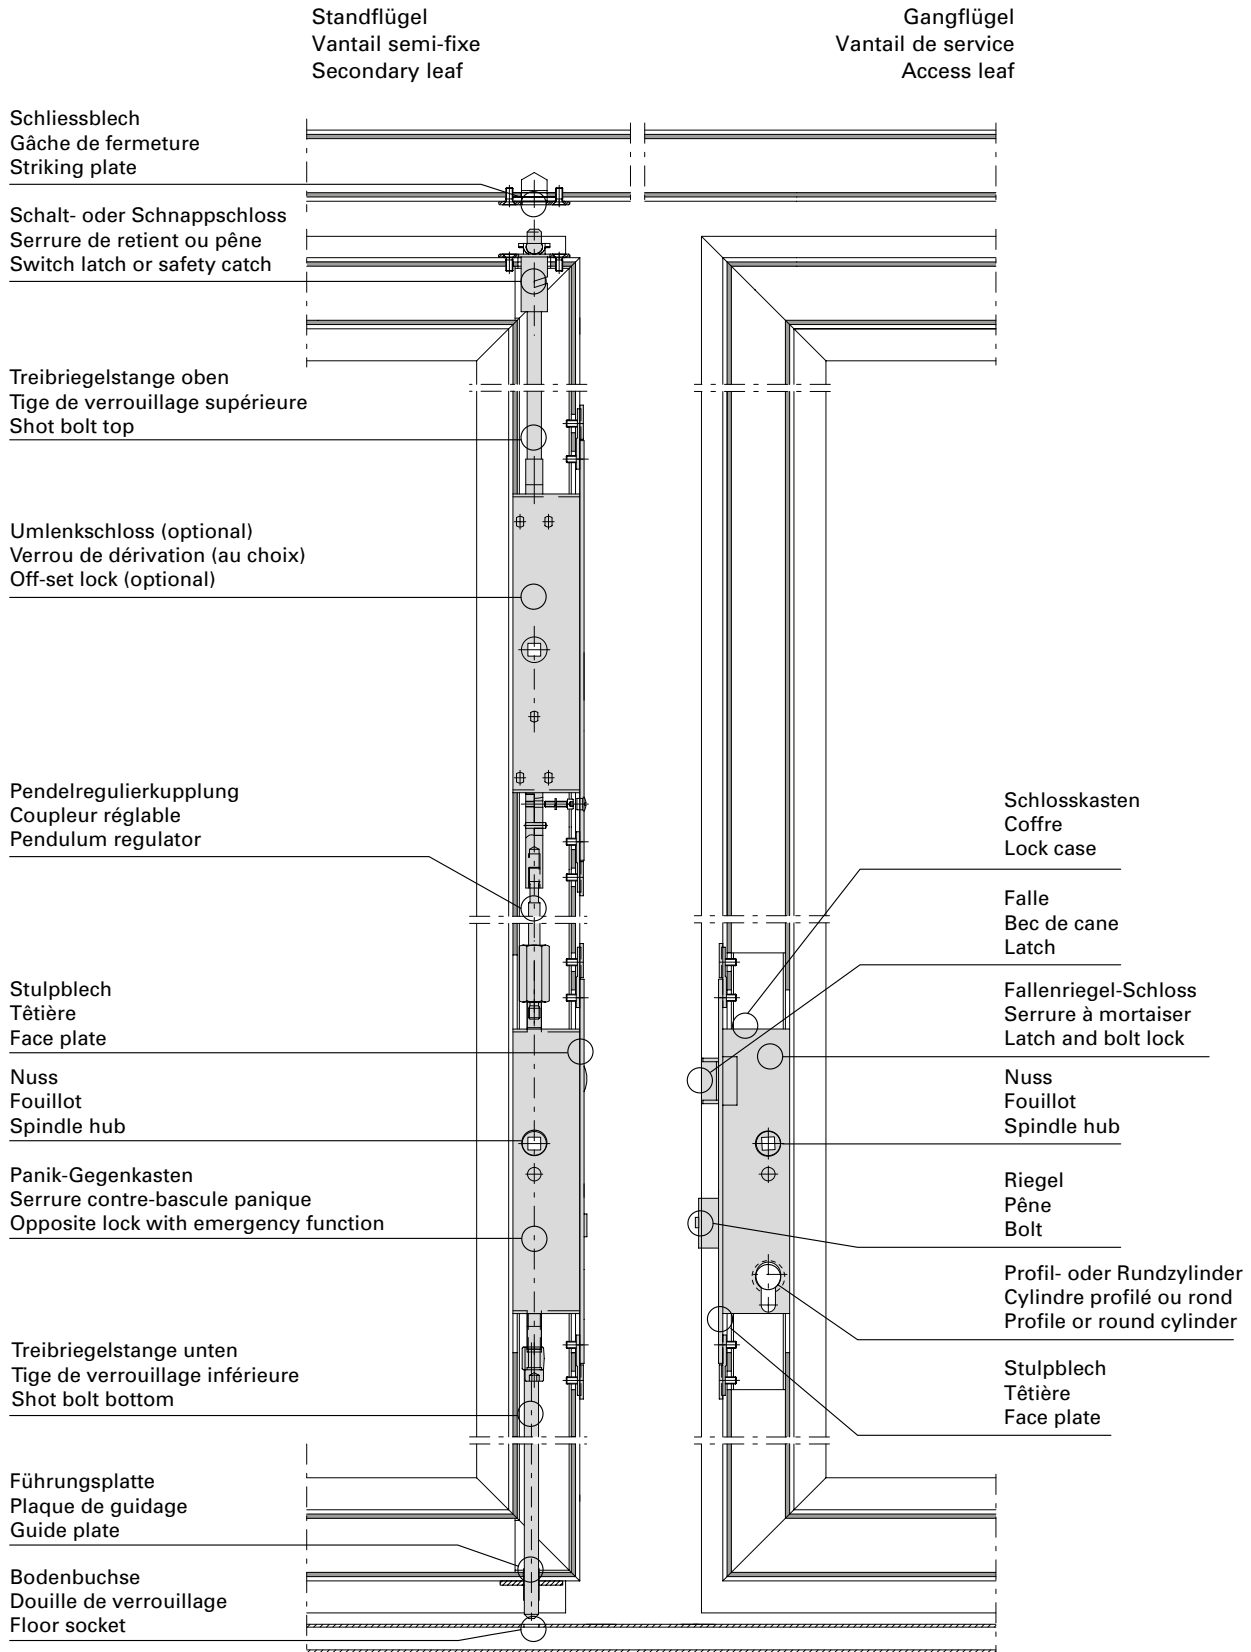 Standflügel
Vantail semi-fixe
Secondary leaf
Gangflügel
Vantail de service
Access leaf
Schliessblech
Gâche de fermeture
Striking plate
Schalt- oder Schnappschloss
Serrure de retient ou pêne
Switch latch or safety catch
Treibriegelstange oben
Tige de verrouillage supérieure
Shot bolt top
Umlenkschloss (optional)
Verrou de dérivation (au choix)
Off-set lock (optional)
Pendelregulierkupplung
Coupleur réglable
Pendulum regulator
Stulpblech
Têtière
Face plate
Nuss
Fouillot
Spindle hub
Panik-Gegenkasten
Serrure contre-bascule panique
Opposite lock with emergency function
Treibriegelstange unten
Tige de verrouillage inférieure
Shot bolt bottom
Führungsplatte
Plaque de guidage
Guide plate
Bodenbuchse
Douille de verrouillage
Floor socket
Schlosskasten
Coffre
Lock case
Falle
Bec de cane
Latch
Fallenriegel-Schloss
Serrure à mortaiser
Latch and bolt lock
Nuss
Fouillot
Spindle hub
Riegel
Pêne
Bolt
Profil- oder Rundzylinder
Cylindre profilé ou rond
Profile or round cylinder
Stulpblech
Têtière
Face plate